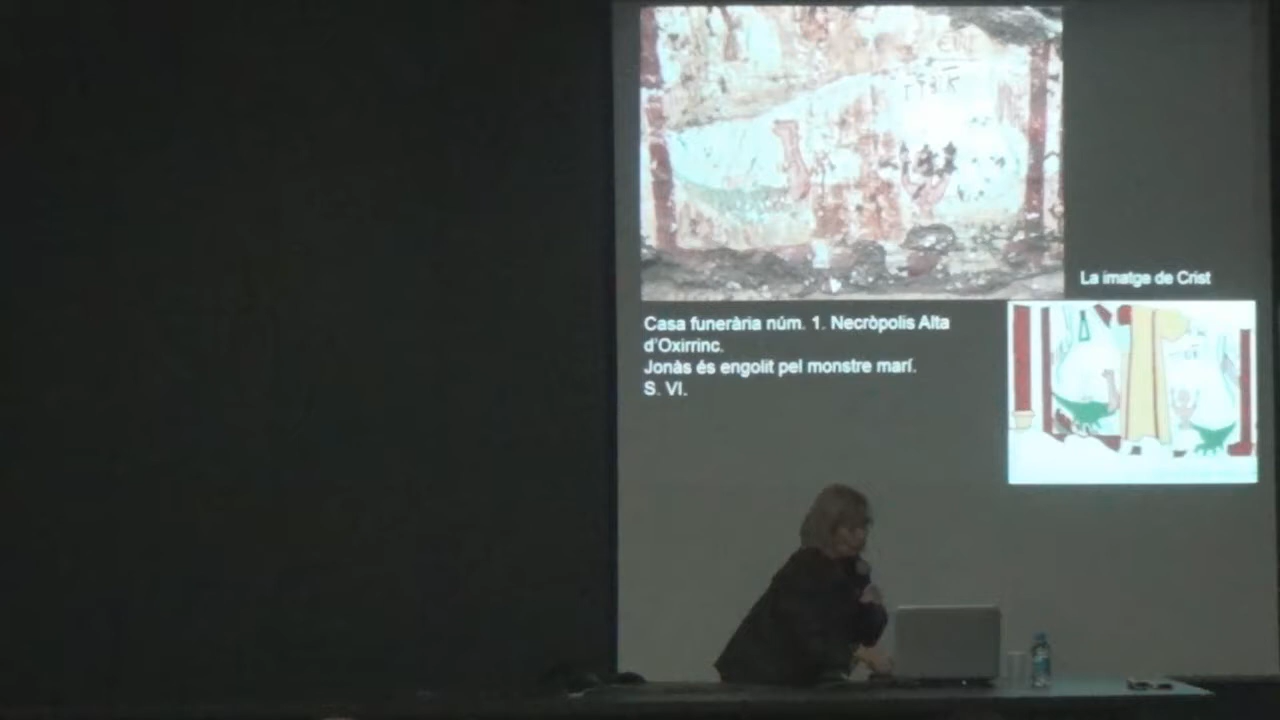 Casa funerària núm. 1. Necròpolis Alta
d'Oxirrinc.
Jonàs és engolit pel monstre marí.
S. VI.
La imatge de Crist